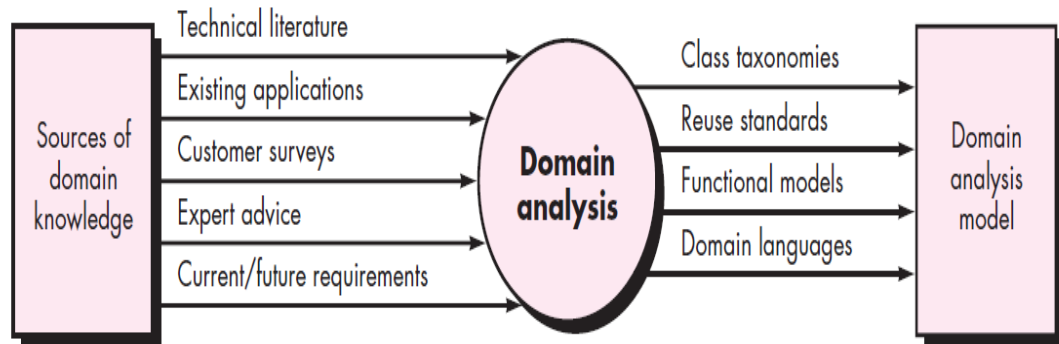 Sources of
domain
knowledge
Technical literature
Existing applications
Customer surveys
Expert advice
Current/future requirements
Domain
analysis
Class taxonomies
Reuse standards
Functional models
Domain languages
Domain
analysis
model